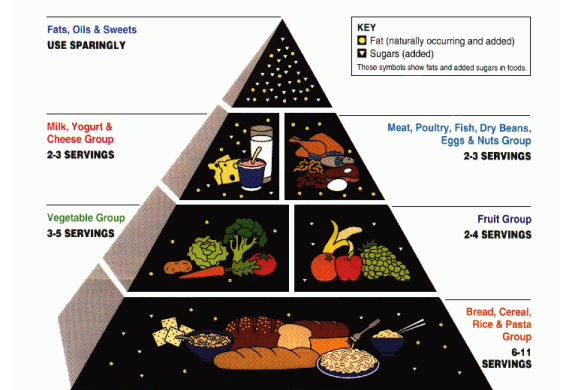 Fats, Oils & Sweets
USE SPARINGLY
KEY
Fat (naturally occurring and added)
Sugars (added)
These symbols show fats and added sugars in foods.
Milk, Yogurt &
Cheese Group
2-3 SERVINGS
Meat, Poultry, Fish, Dry Beans,
Eggs & Nuts Group
2-3 SERVINGS
Vegetable Group
3-5 SERVINGS
Fruit Group
2-4 SERVINGS
Bread, Cereal,
Rice & Pasta
Group
6-11
SERVINGS